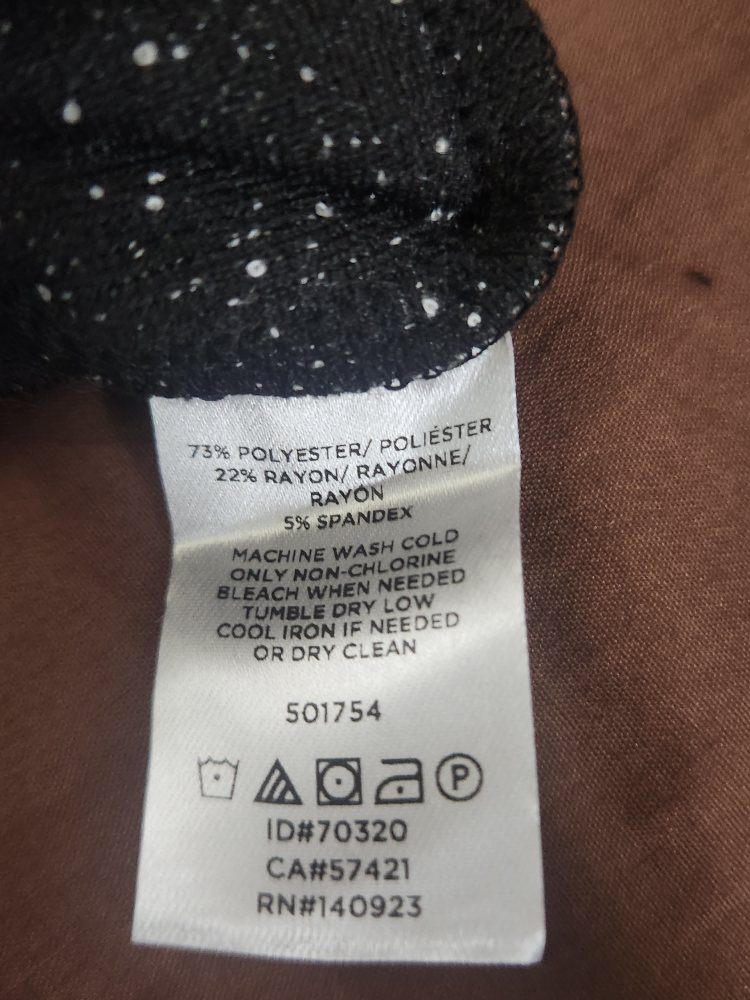 73% POLYESTER/ POLIÉSTER
22% RAYON/ RAYONNE/
RAYÓN
5% SPANDEX
MACHINE WASH COLD
ONLY NON-CHLORINE
BLEACH WHEN NEEDED
TUMBLE DRY LOW
COOL IRON IF NEEDED
OR DRY CLEAN
501754
P
ID#70320
CA#57421
RN#140923